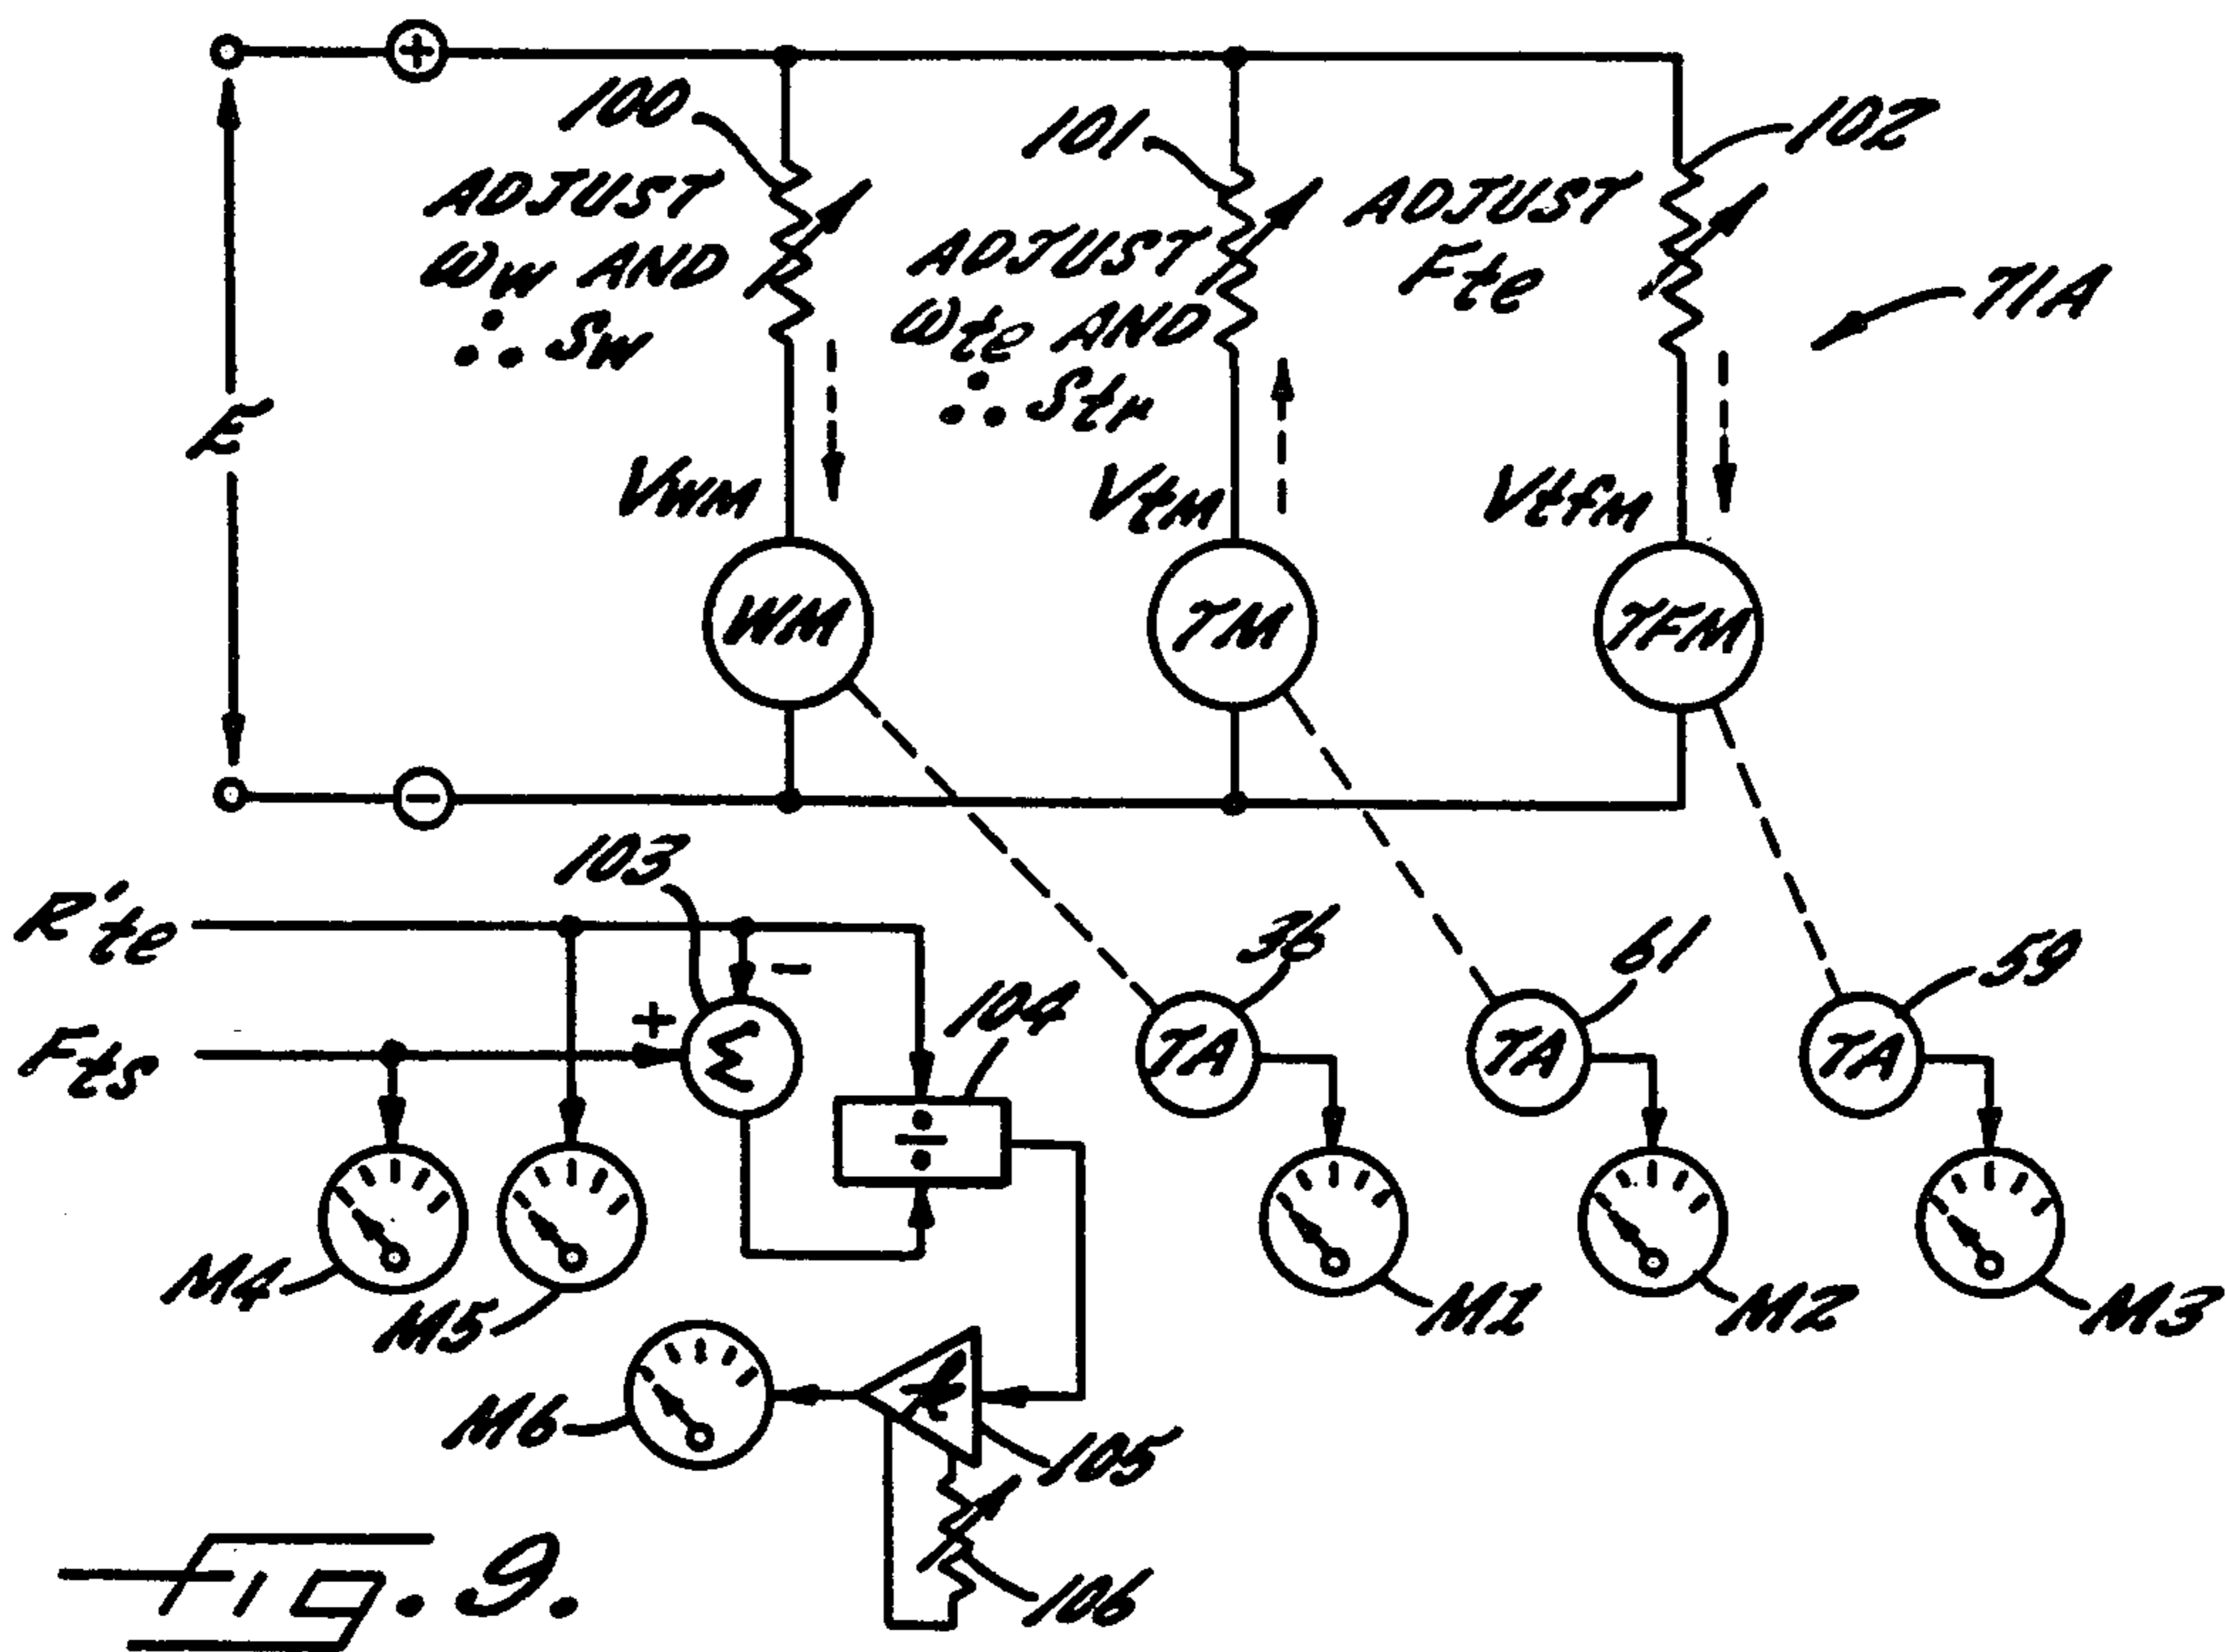 +
100
101
102
ADJUST
ωw AND
∴ Sw
ADJUST
ωte AND
∴ Str
ADJUST
Fte
71A
E
VWM
Vtm
Vtfm
WM
TM
TFM
−
103
R'te
−
36
61
59
104
+
Fts
Σ
TA
TA
TA
÷
M4
M5
M1
M2
M3
M6
k
105
106
Fig. 9.